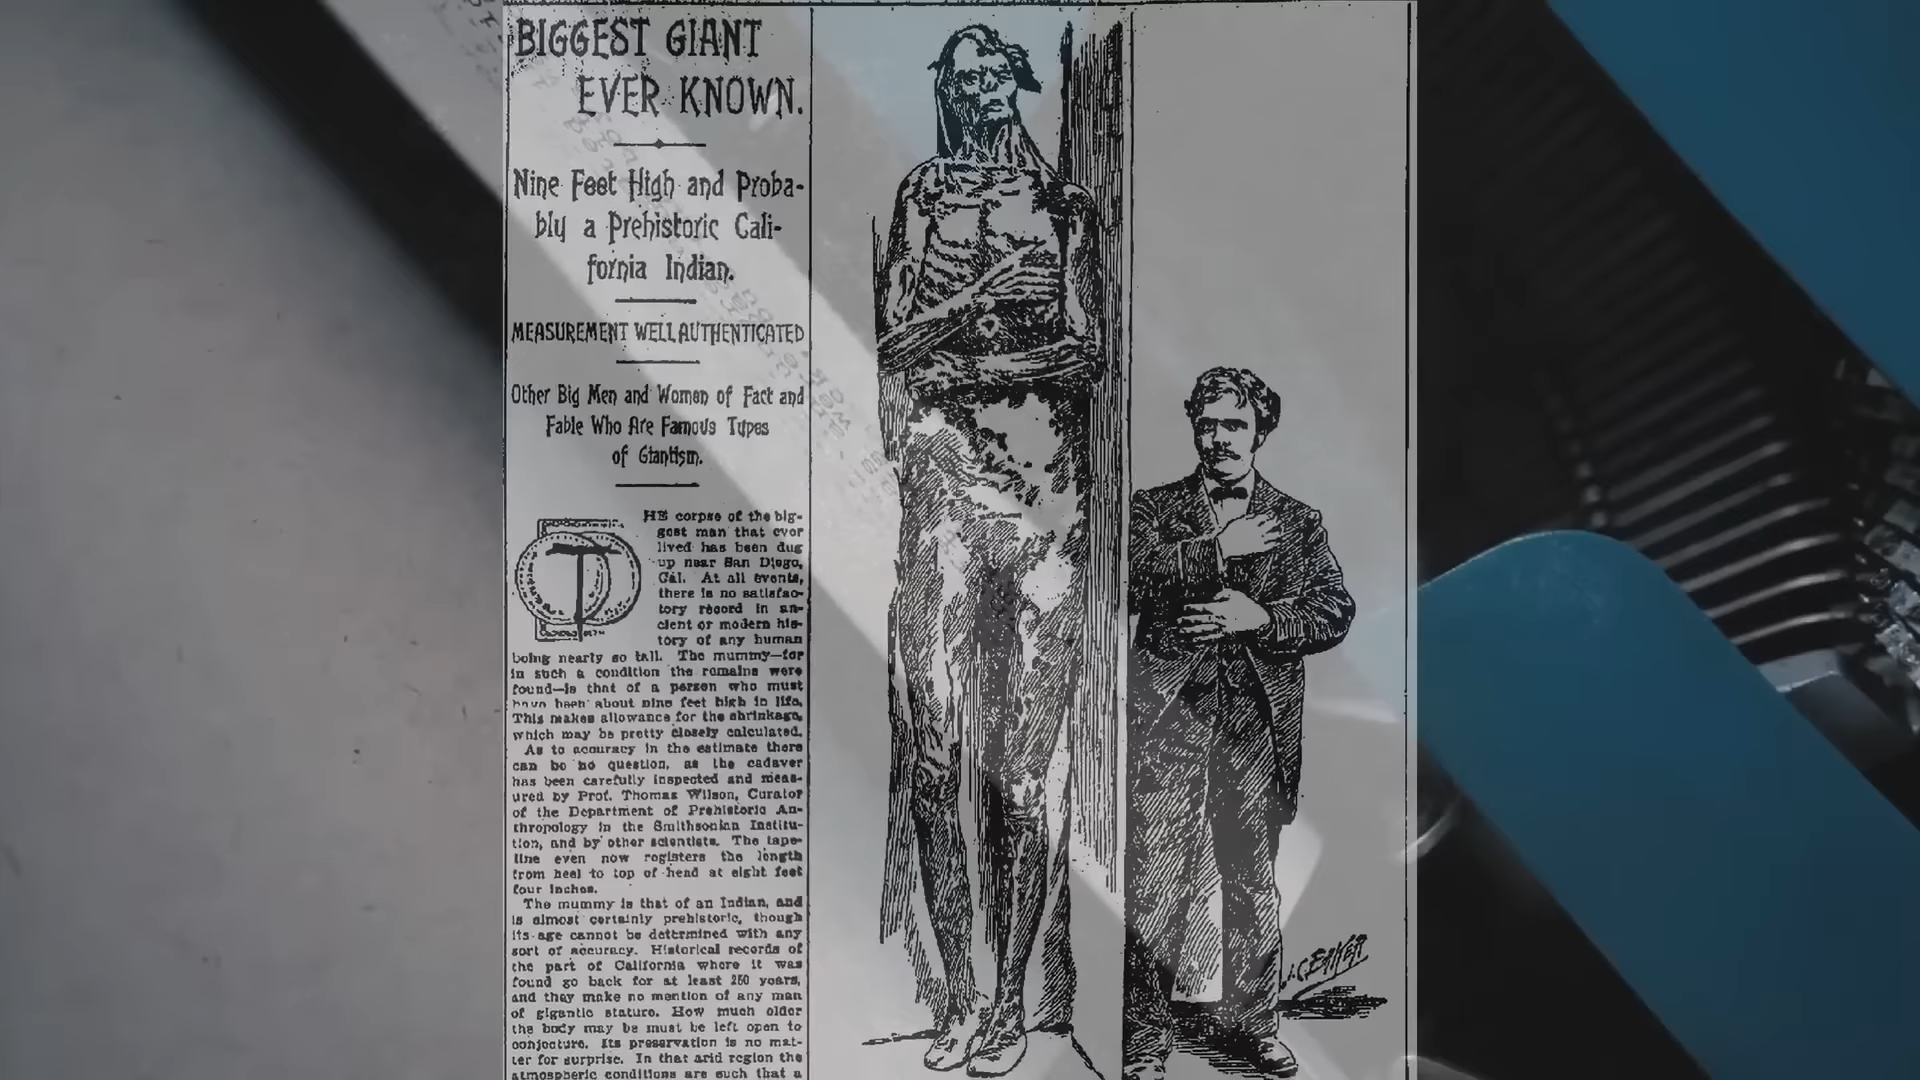 BIGGEST GIANT
EVER KNOWN.
Nine Feet High and Proba-
bly a Prehistoric Cali-
fornia Indian.
MEASUREMENT WELL AUTHENTICATED
Other Big Men and Women of Fact and
Fable Who Are Famous Types
of Giantism.
THE corpse of the big-
gest man that ever
lived has been dug
up near San Diego,
Cal. At all events,
there is no satisfac-
tory record in an-
cient or modern his-
tory of any human
being nearly so tall. The mummy—for
in such a condition the remains were
found—is that of a person who must
have been about nine feet high in life.
This makes allowance for the shrinkage,
which may be pretty closely calculated.
As to accuracy in the estimate there
can be no question, as the cadaver
has been carefully inspected and meas-
ured by Prof. Thomas Wilson, Curator
of the Department of Prehistoric An-
thropology in the Smithsonian Institu-
tion, and by other scientists. The tape-
line even now registers the length
from heel to top of head at eight feet
four inches.
The mummy is that of an Indian, and
is almost certainly prehistoric, though
its age cannot be determined with any
sort of accuracy. Historical records of
the part of California where it was
found go back for at least 250 years,
and they make no mention of any man
of gigantic stature. How much older
the body may be must be left open to
conjecture. Its preservation is no mat-
ter for surprise. In that arid region the
atmospheric conditions are such that a